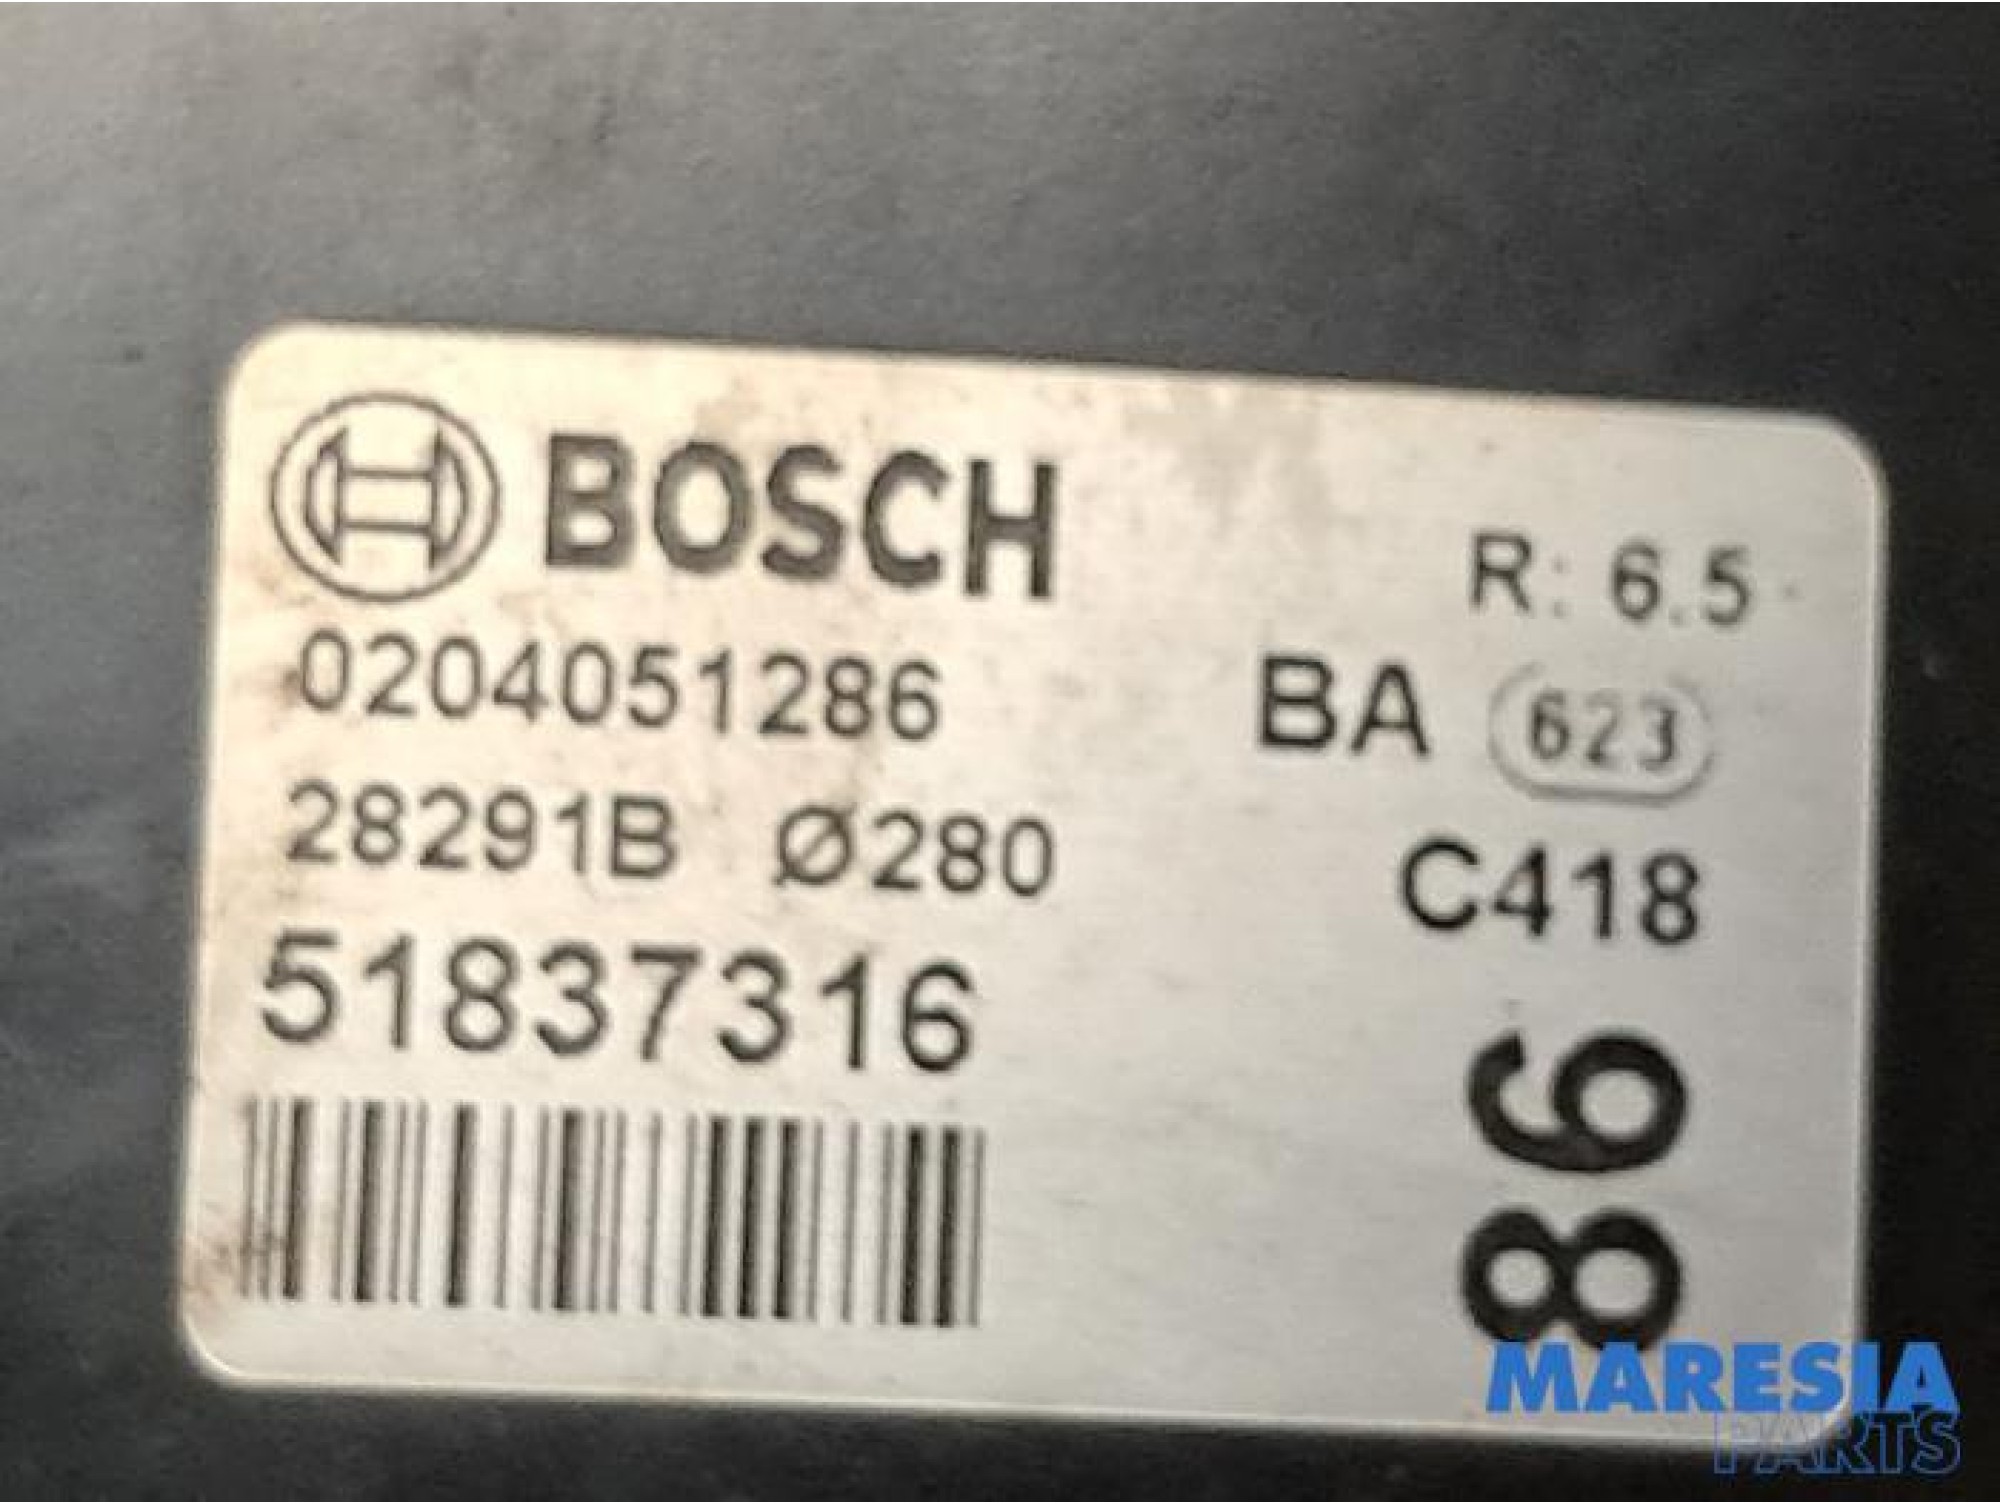 BOSCH
R: 6.5
0204051286
BA 623
28291B Ø280
C418
51837316
86
MARESIA
PARTS